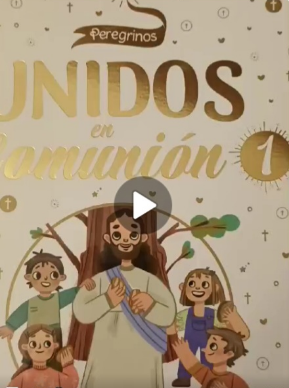 Peregrinos
UNIDOS
en
Comunión 1